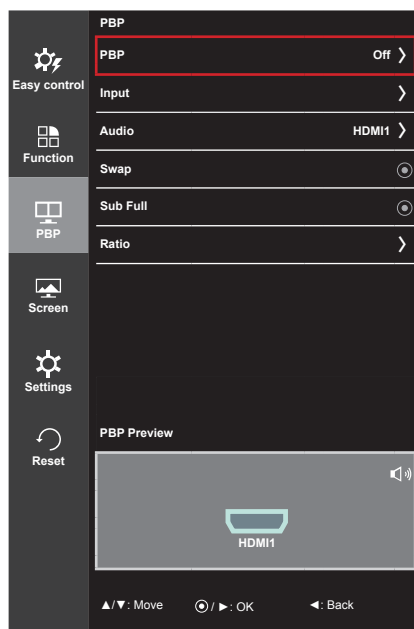 PBP
PBP Off
Easy control
Input
Audio HDMI1
Function
Swap
Sub Full
PBP
Ratio
Screen
Settings
PBP Preview
Reset
HDMI1
▲/▼: Move ◉ / ►: OK ◄: Back